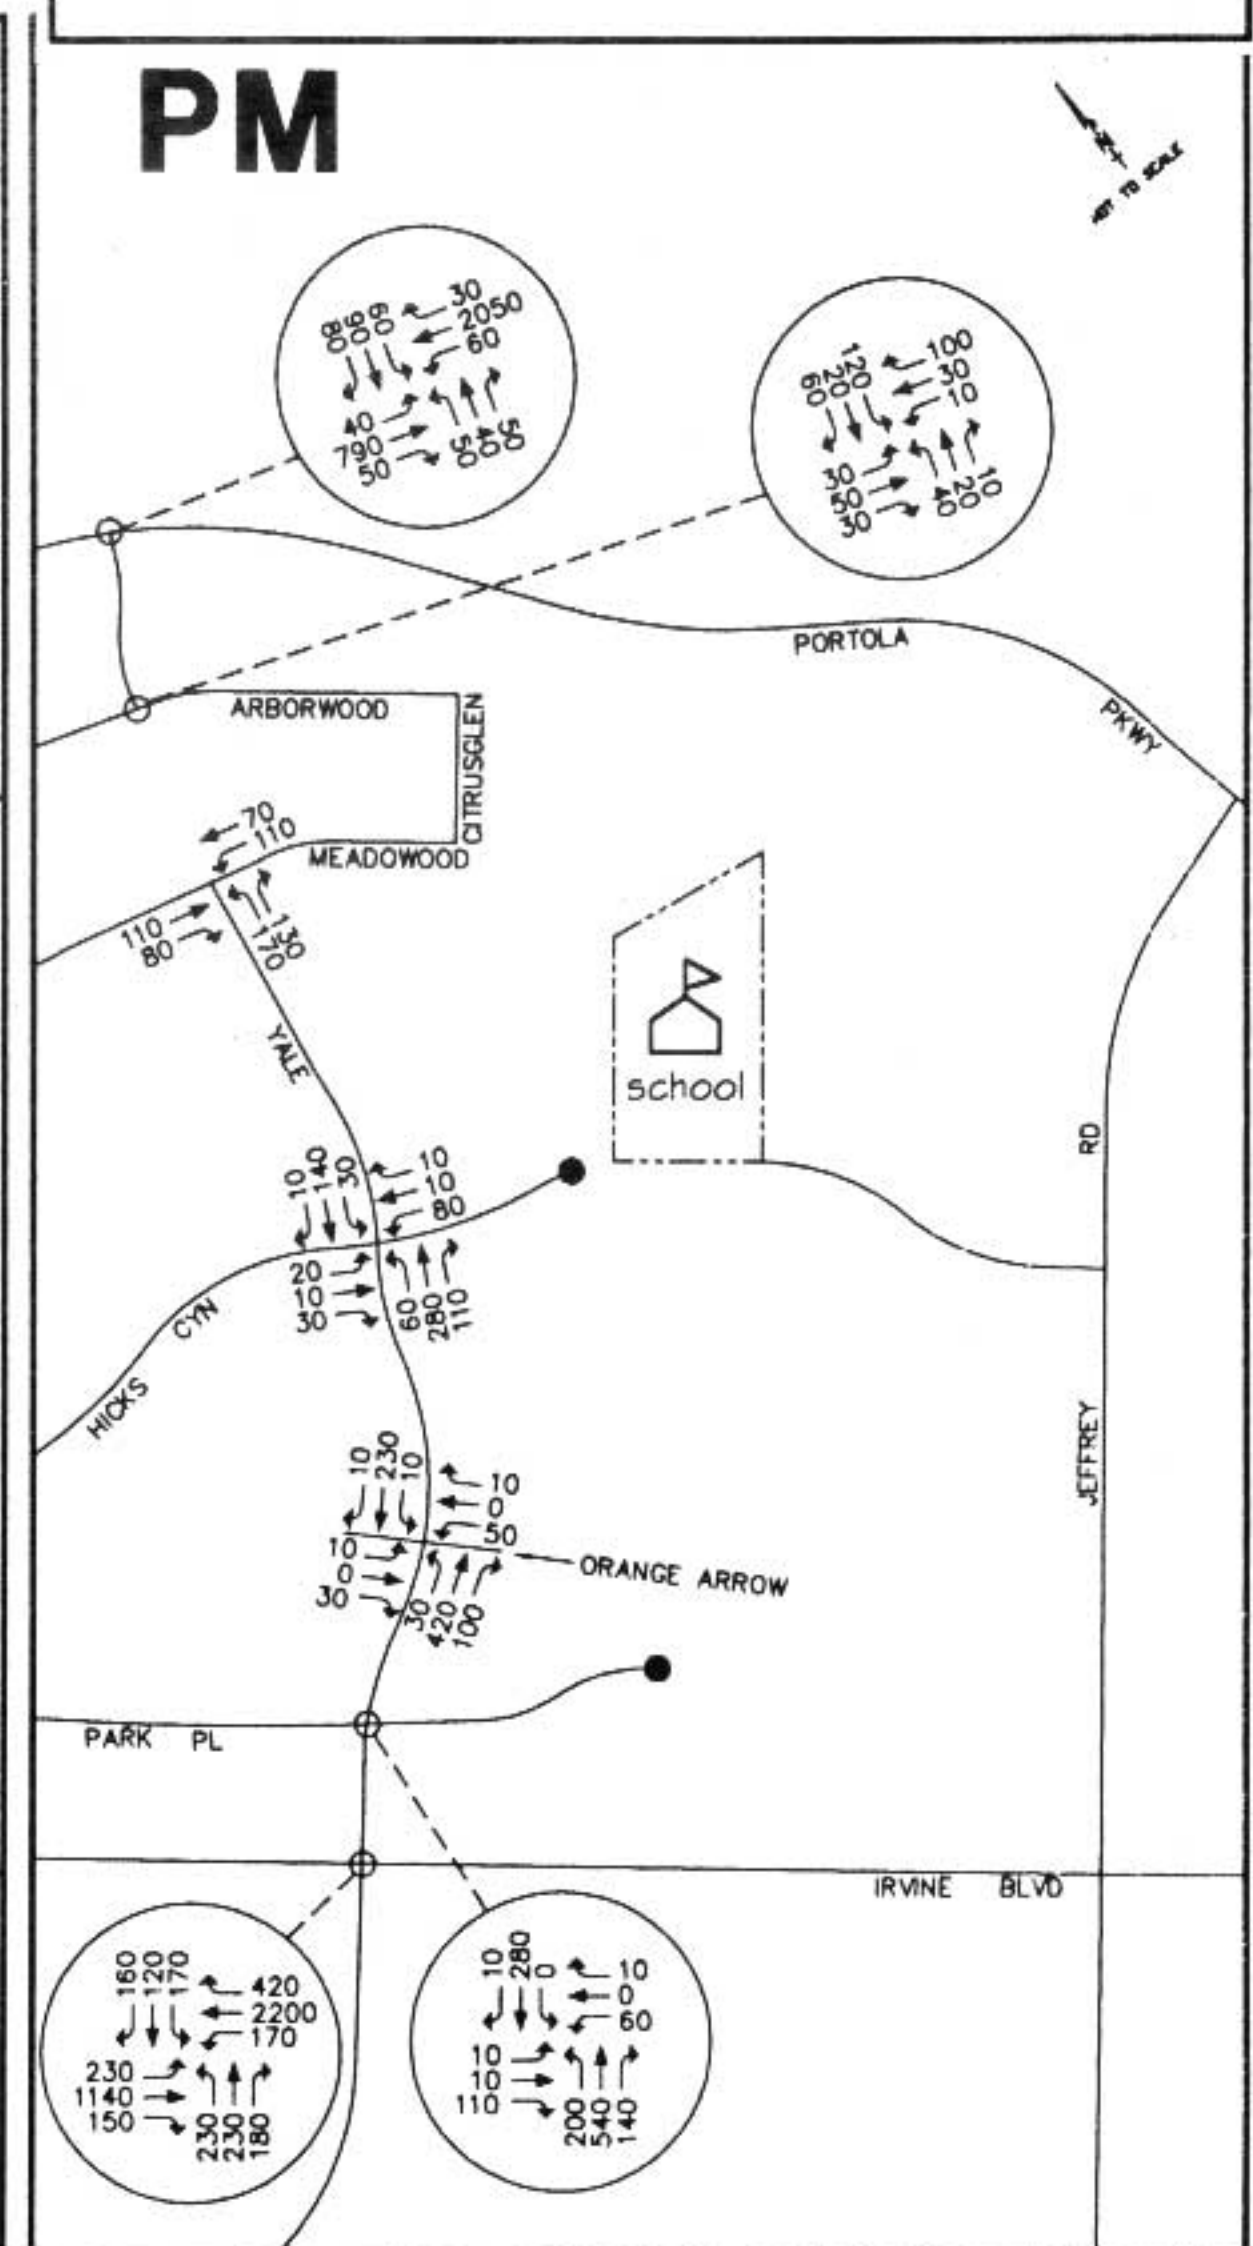 PM
N
NOT TO SCALE
80 90 60
30
2050
60
40
790
50
50 40 50
60 20 120
100
30
10
30
50
30
40 20 10
PORTOLA
PKWY
ARBORWOOD
CITRUSGLEN
MEADOWOOD
70
110
110
80
170 130
YALE
school
RD
10 140 30
10
10
80
20
10
30
60 280 110
HICKS CYN
JEFFREY
10 230 10
10
0
50
10
0
30
30 420 100
ORANGE ARROW
PARK PL
IRVINE BLVD
160 120 170
420
2200
170
230
1140
150
230 230 180
10 280 0
10
0
60
10
10
110
200 540 140